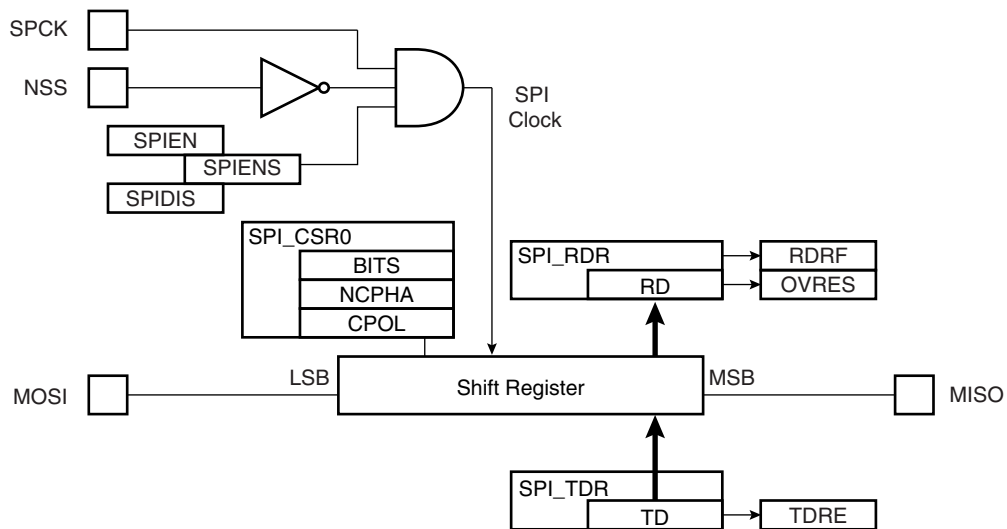 SPCK
NSS
SPI
Clock
SPIEN
SPIENS
SPIDIS
SPI_CSR0
BITS
NCPHA
CPOL
SPI_RDR
RD
RDRF
OVRES
MOSI
LSB
Shift Register
MSB
MISO
SPI_TDR
TD
TDRE